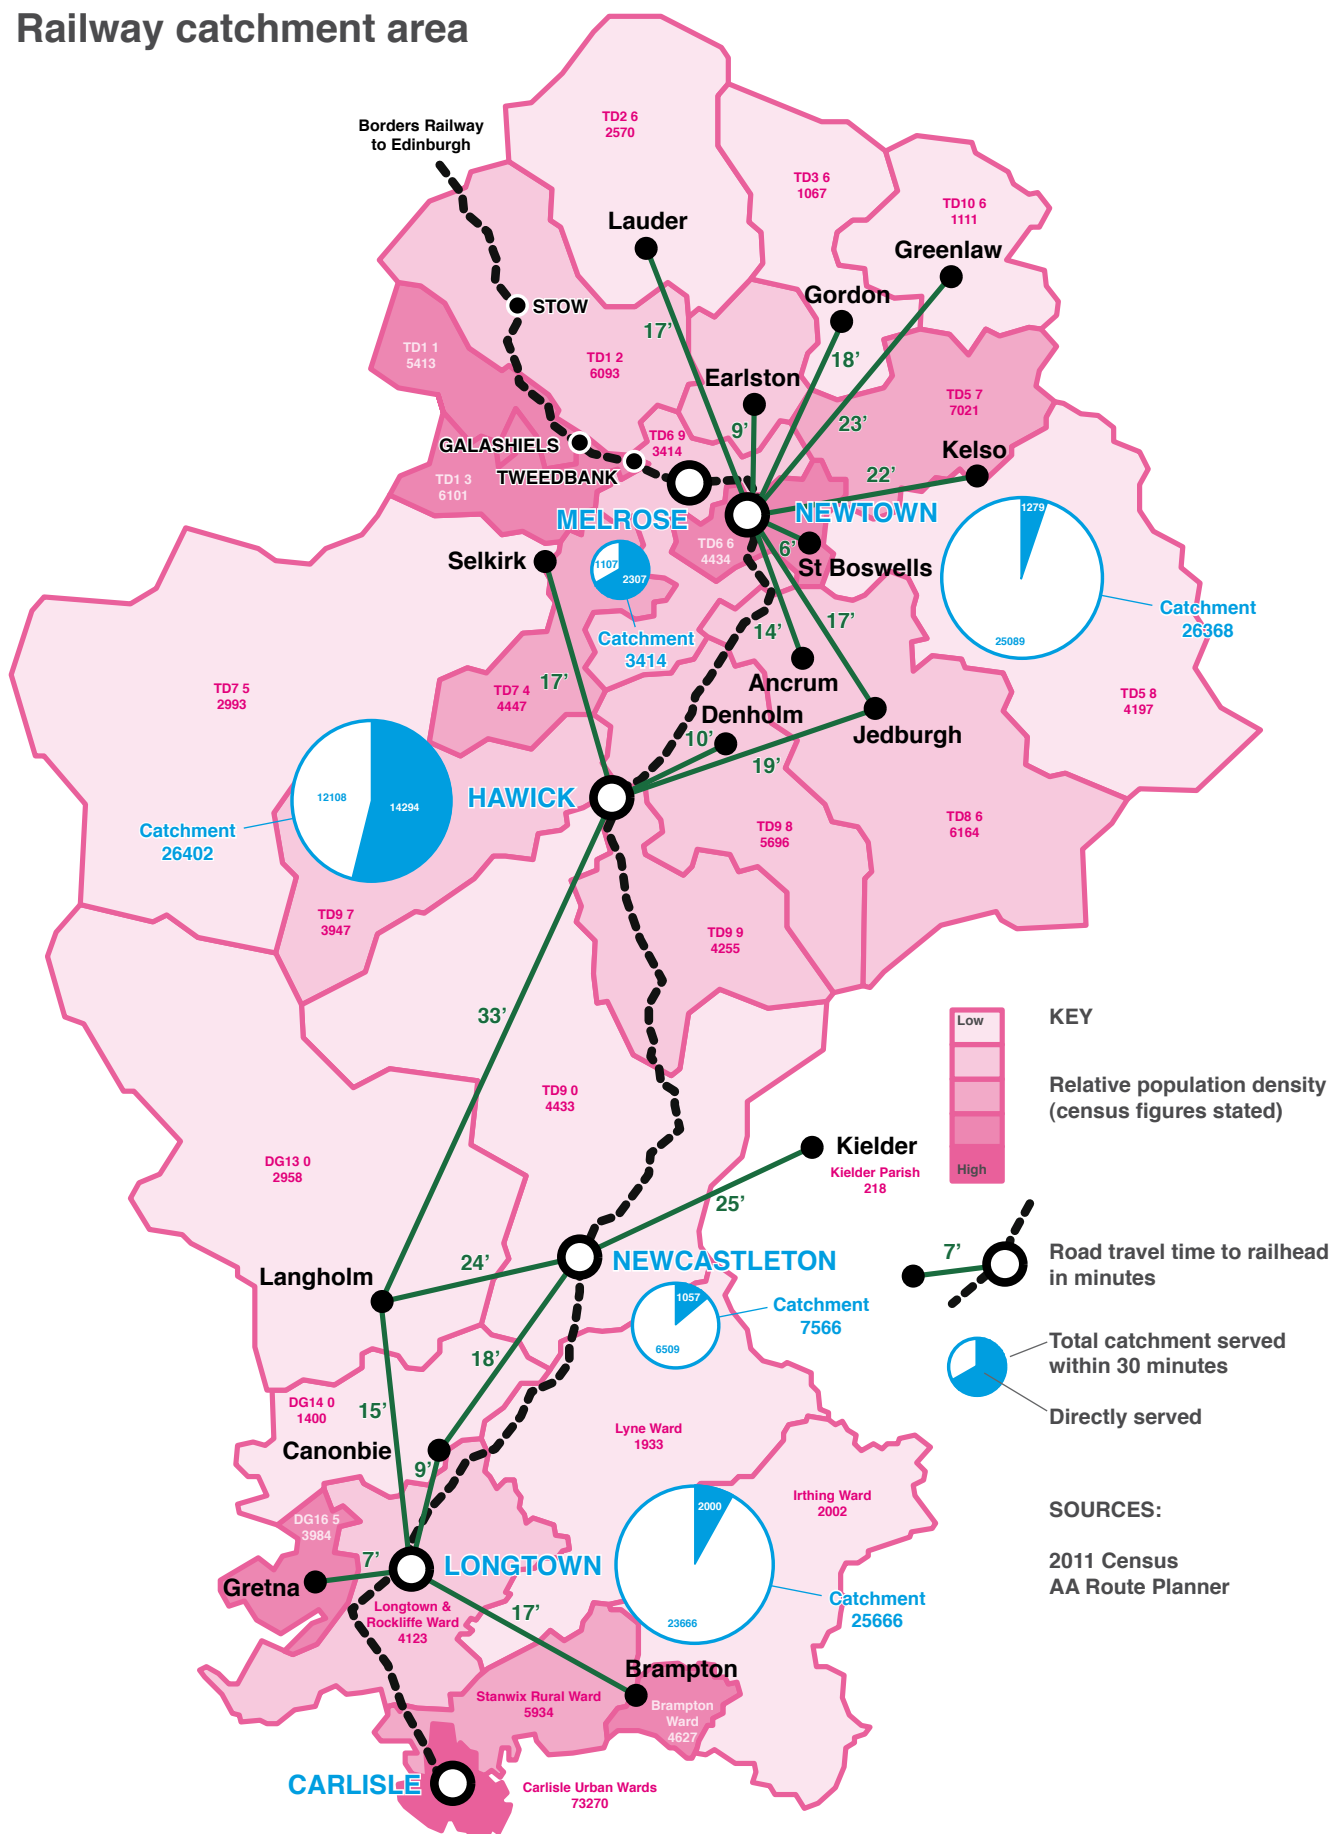 Railway catchment area
Borders Railway
to Edinburgh
TD2 6
2570
TD3 6
1067
TD10 6
1111
Lauder
Greenlaw
Gordon
STOW
17’
TD1 1
5413
TD1 2
6093
18’
Earlston
TD5 7
7021
23’
9’
TD6 9
3414
GALASHIELS
Kelso
TWEEDBANK
22’
TD1 3
6101
MELROSE
NEWTOWN
1279
TD6 6
4434
6’
Selkirk
St Boswells
1107
2307
Catchment
3414
25089
Catchment
26368
14’
17’
TD7 5
2993
TD7 4
4447
17’
Ancrum
TD5 8
4197
Denholm
10’
Jedburgh
19’
HAWICK
12108
14294
Catchment
26402
TD9 8
5696
TD8 6
6164
TD9 7
3947
TD9 9
4255
33’
Low
High
KEY
Relative population density
(census figures stated)
TD9 0
4433
Kielder
Kielder Parish
218
DG13 0
2958
25’
24’
NEWCASTLETON
Langholm
7’
Road travel time to railhead
in minutes
1057
6509
Catchment
7566
Total catchment served
within 30 minutes
Directly served
18’
DG14 0
1400
15’
Canonbie
9’
Lyne Ward
1933
Irthing Ward
2002
2000
23666
Catchment
25666
SOURCES:
2011 Census
AA Route Planner
DG16 5
3984
7’
LONGTOWN
Gretna
Longtown &
Rockliffe Ward
4123
17’
Brampton
Stanwix Rural Ward
5934
Brampton
Ward
4627
CARLISLE
Carlisle Urban Wards
73270